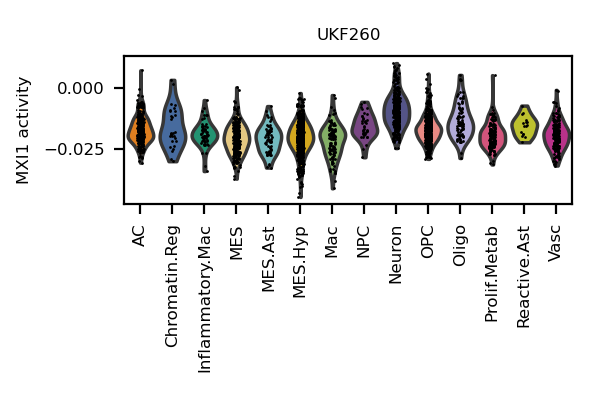 UKF260
MXI1 activity
0.000
−0.025
AC
Chromatin.Reg
Inflammatory.Mac
MES
MES.Ast
MES.Hyp
Mac
NPC
Neuron
OPC
Oligo
Prolif.Metab
Reactive.Ast
Vasc